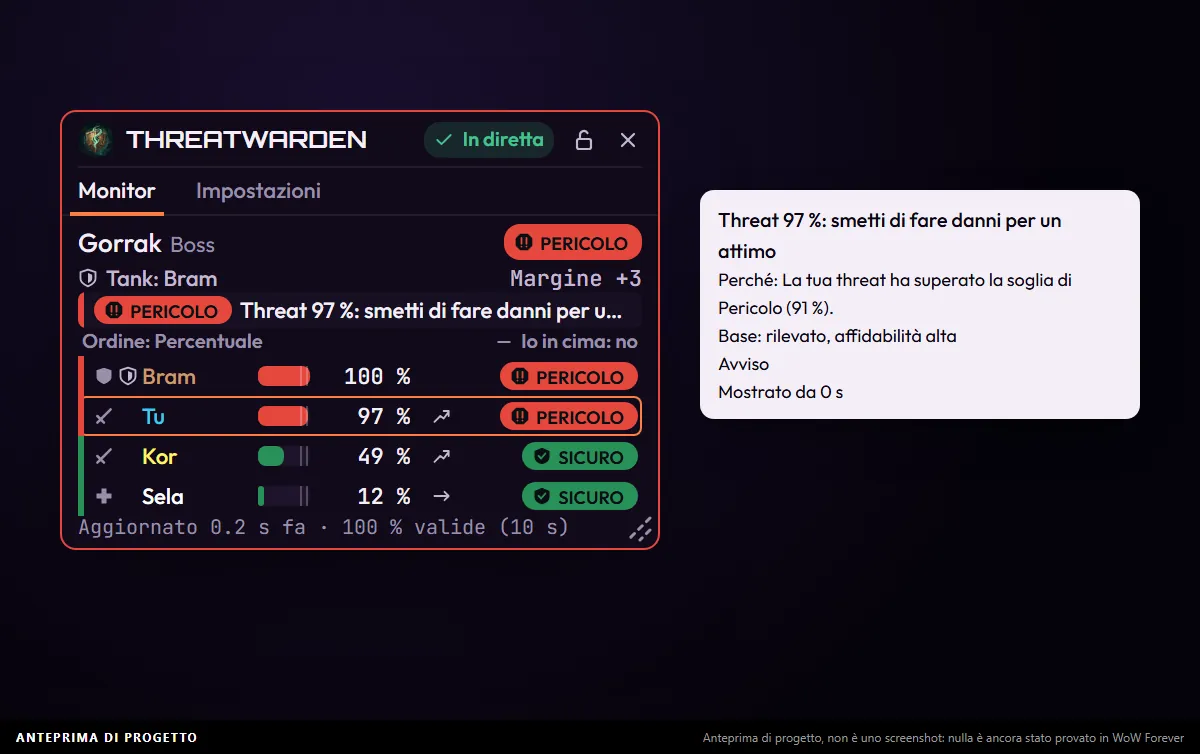 THREATWARDEN
In diretta
Monitor
Impostazioni
Gorrak Boss
PERICOLO
Tank: Bram
Margine +3
PERICOLO
Threat 97 %: smetti di fare danni per u...
Ordine: Percentuale
— Io in cima: no
Bram 100 % PERICOLO
Tu 97 % PERICOLO
Kor 49 % SICURO
Sela 12 % SICURO
Aggiornato 0.2 s fa · 100 % valide (10 s)
Threat 97 %: smetti di fare danni per un
attimo
Perché: La tua threat ha superato la soglia di
Pericolo (91 %).
Base: rilevato, affidabilità alta
Avviso
Mostrato da 0 s
ANTEPRIMA DI PROGETTO
Anteprima di progetto, non è uno screenshot: nulla è ancora stato provato in WoW Forever